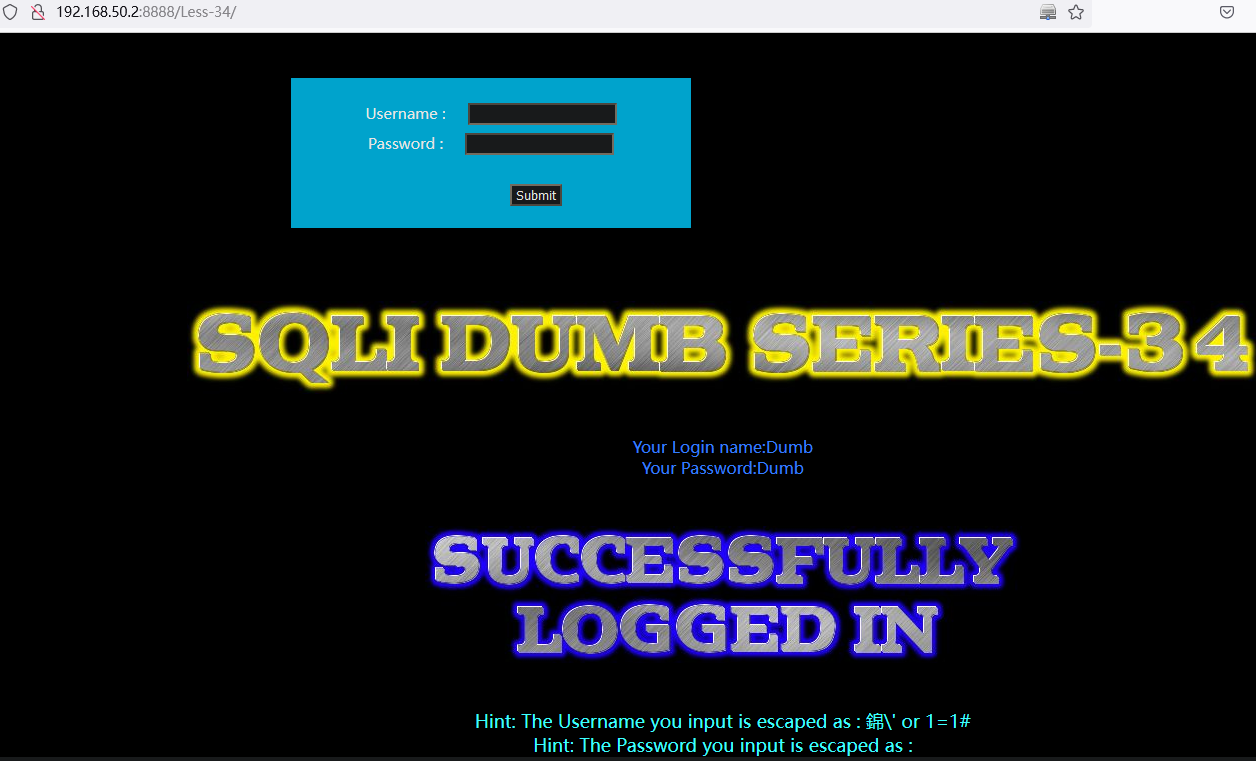 192.168.50.2:8888/Less-34/
Username :
Password :
Submit
SQLI DUMB SERIES-34
Your Login name:Dumb
Your Password:Dumb
SUCCESSFULLY
LOGGED IN
Hint: The Username you input is escaped as : 錦\' or 1=1#
Hint: The Password you input is escaped as :